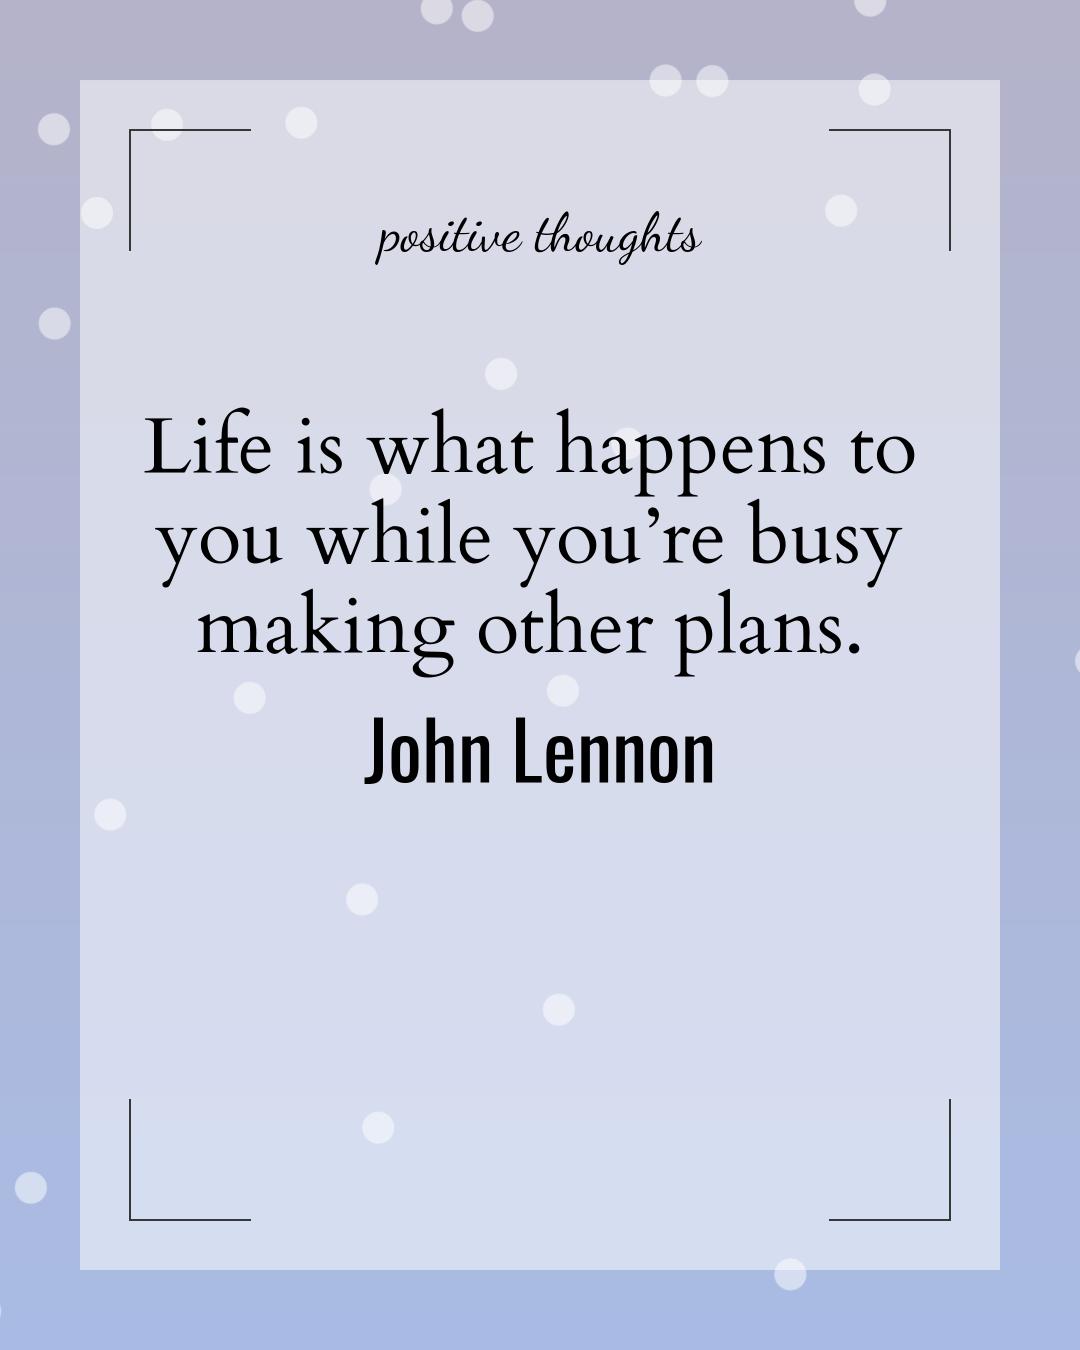 positive thoughts
Life is what happens to
you while you’re busy
making other plans.
John Lennon